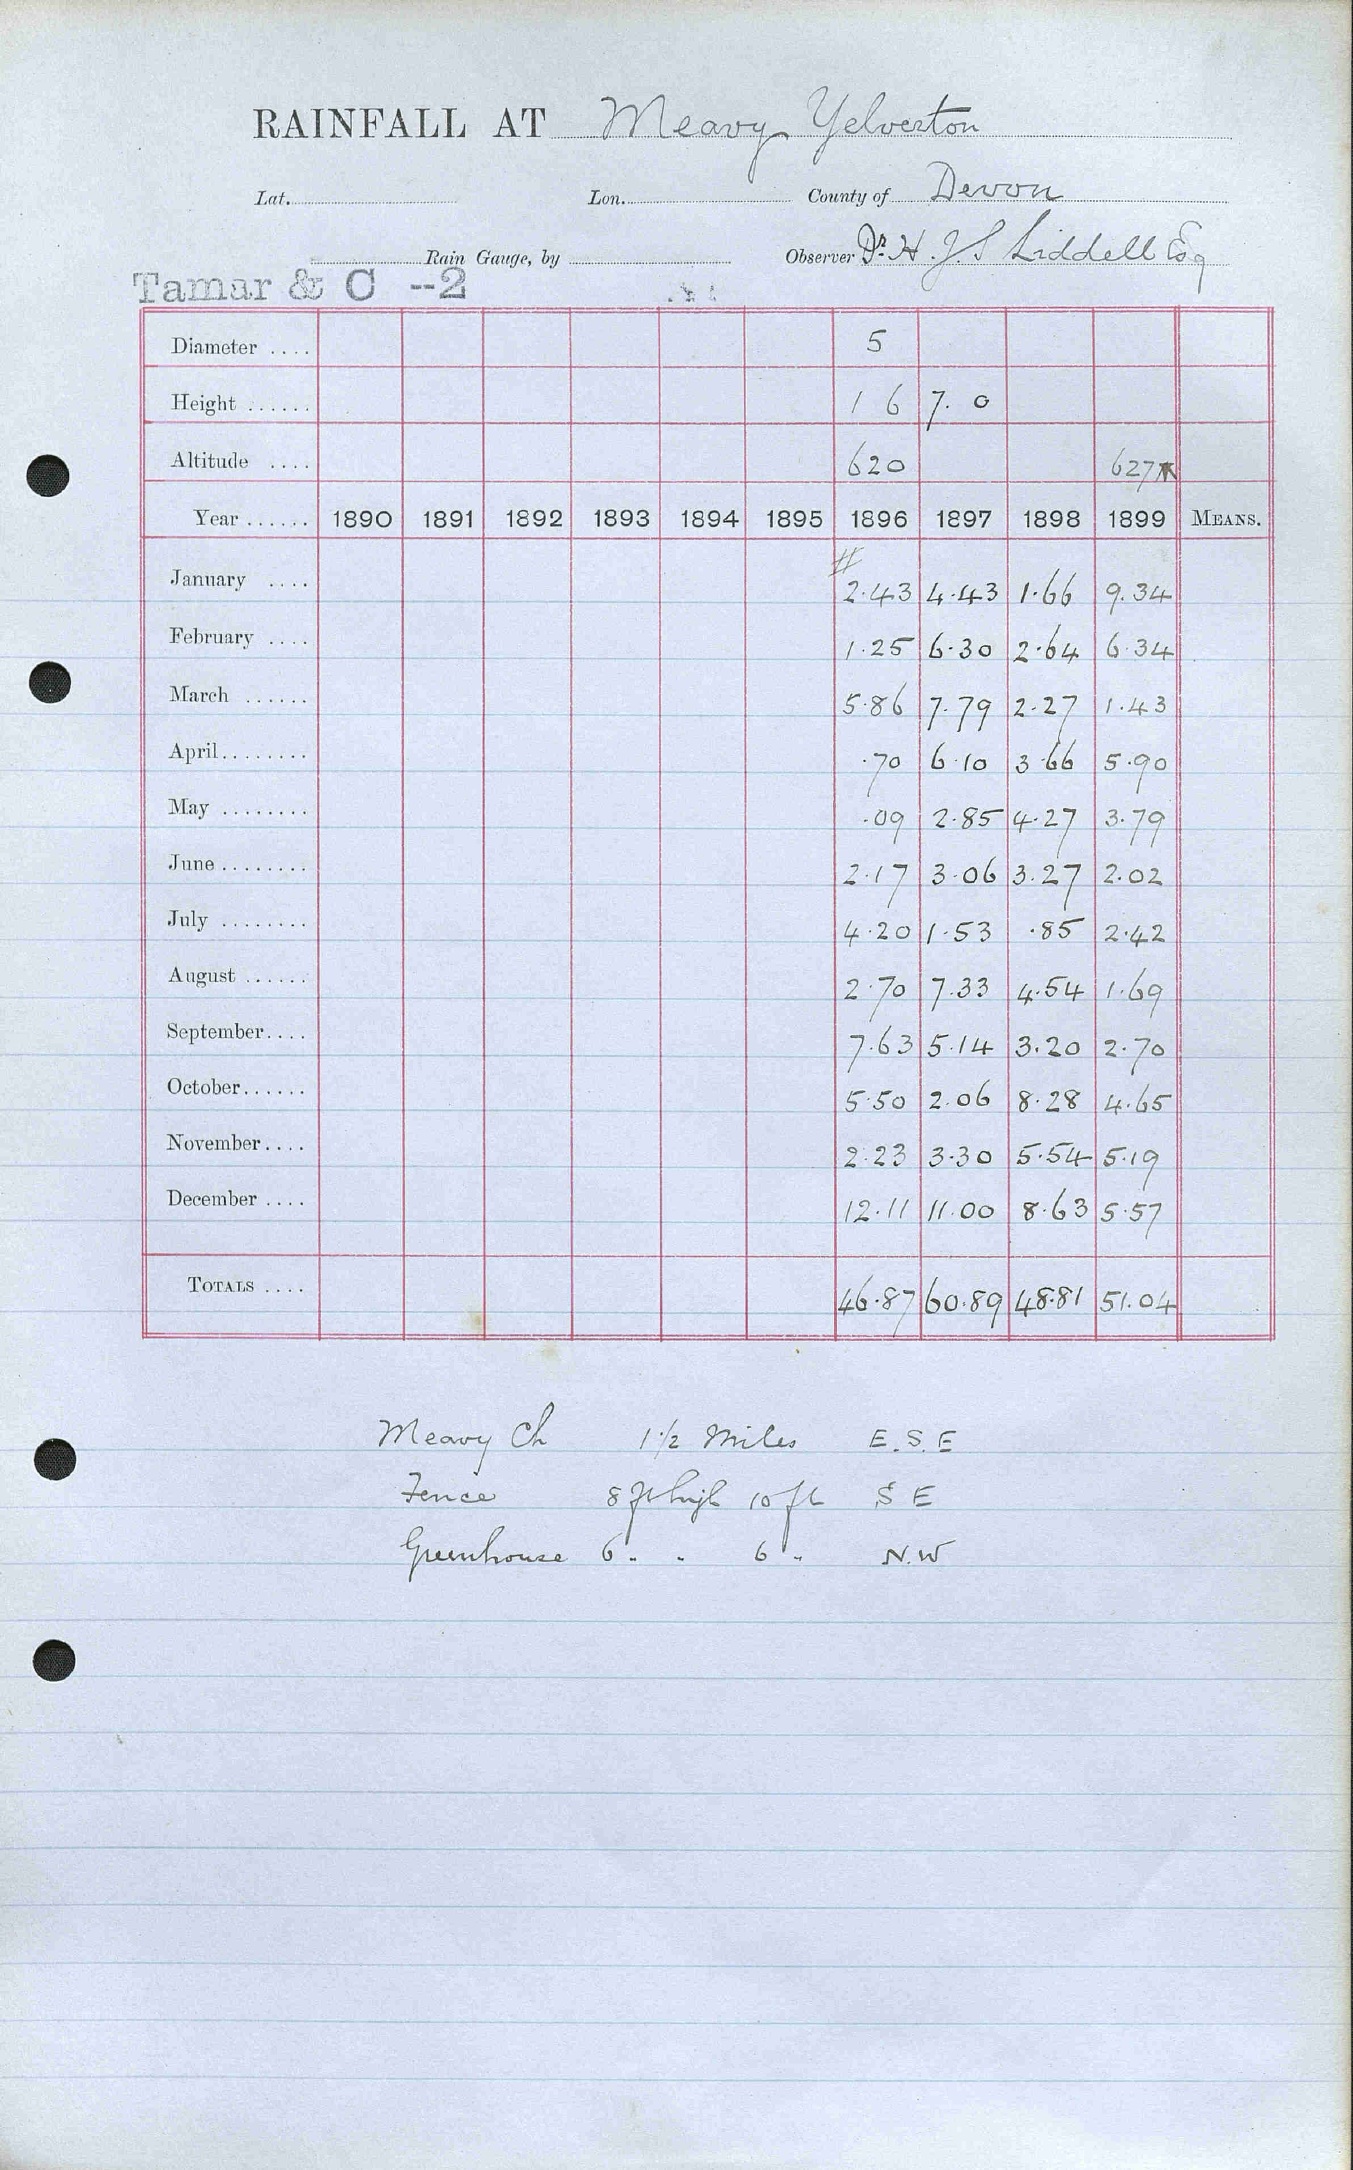 RAINFALL AT Meavy Yelverton
Lat. Lon. County of Devon
Rain Gauge, by Observer Dr. H. J. S Liddell Esq
Tamar & C --2
Diameter .... 5
Height ...... 1 6 7. 0
Altitude .... 620 627
Year ...... 1890 1891 1892 1893 1894 1895 1896 1897 1898 1899 MEANS.
#
January .... 2.43 4.43 1.66 9.34
February .... 1.25 6.30 2.64 6.34
March ...... 5.86 7.79 2.27 1.43
April........ .70 6.10 3.66 5.90
May ........ .09 2.85 4.27 3.79
June ........ 2.17 3.06 3.27 2.02
July ........ 4.20 1.53 .85 2.42
August ...... 2.70 7.33 4.54 1.69
September.... 7.63 5.14 3.20 2.70
October...... 5.50 2.06 8.28 4.65
November.... 2.23 3.30 5.54 5.19
December .... 12.11 11.00 8.63 5.57
TOTALS .... 46.87 60.89 48.81 51.04
Meavy Ch 1 1/2 Miles E.S.E
Fence 8 ft high 10 ft S E
Greenhouse 6 " " 6 " N.W